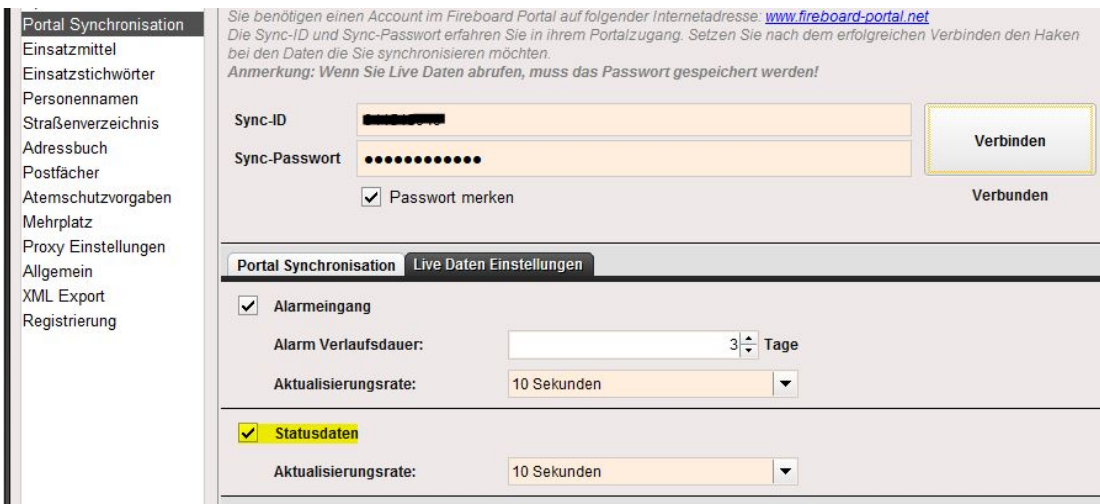 Portal Synchronisation
Einsatzmittel
Einsatzstichwörter
Personennamen
Straßenverzeichnis
Adressbuch
Postfächer
Atemschutzvorgaben
Mehrplatz
Proxy Einstellungen
Allgemein
XML Export
Registrierung
Sie benötigen einen Account im Fireboard Portal auf folgender Internetadresse: www.fireboard-portal.net
Die Sync-ID und Sync-Passwort erfahren Sie in ihrem Portalzugang. Setzen Sie nach dem erfolgreichen Verbinden den Haken
bei den Daten die Sie synchronisieren möchten.
Anmerkung: Wenn Sie Live Daten abrufen, muss das Passwort gespeichert werden!
Sync-ID
Sync-Passwort ●●●●●●●●●●●●
Verbinden
Passwort merken
Verbunden
Portal Synchronisation Live Daten Einstellungen
Alarmeingang
Alarm Verlaufsdauer: 3 Tage
Aktualisierungsrate: 10 Sekunden
Statusdaten
Aktualisierungsrate: 10 Sekunden